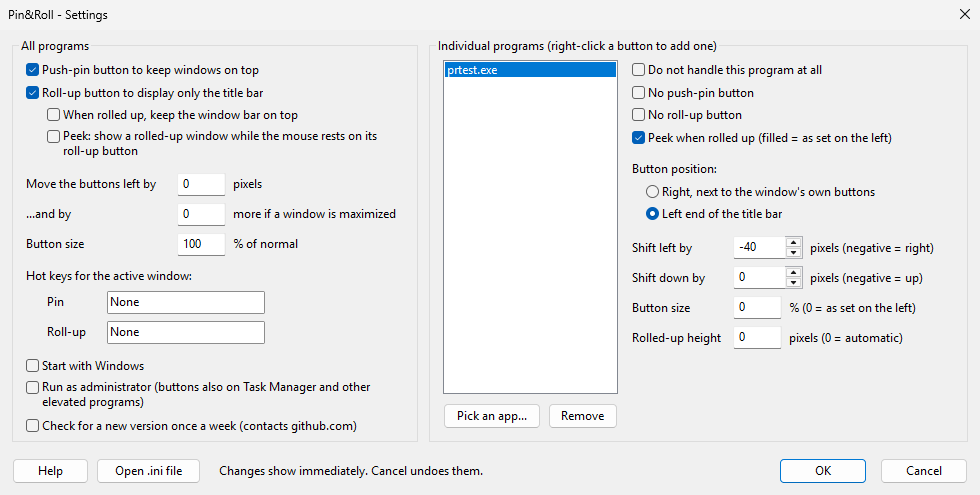 Pin&Roll - Settings
All programs
Push-pin button to keep windows on top
Roll-up button to display only the title bar
When rolled up, keep the window bar on top
Peek: show a rolled-up window while the mouse rests on its
roll-up button
Move the buttons left by 0 pixels
...and by 0 more if a window is maximized
Button size 100 % of normal
Hot keys for the active window:
Pin None
Roll-up None
Start with Windows
Run as administrator (buttons also on Task Manager and other
elevated programs)
Check for a new version once a week (contacts github.com)
Individual programs (right-click a button to add one)
prtest.exe
Pick an app...
Remove
Do not handle this program at all
No push-pin button
No roll-up button
Peek when rolled up (filled = as set on the left)
Button position:
Right, next to the window's own buttons
Left end of the title bar
Shift left by -40 pixels (negative = right)
Shift down by 0 pixels (negative = up)
Button size 0 % (0 = as set on the left)
Rolled-up height 0 pixels (0 = automatic)
Help
Open .ini file
Changes show immediately. Cancel undoes them.
OK
Cancel